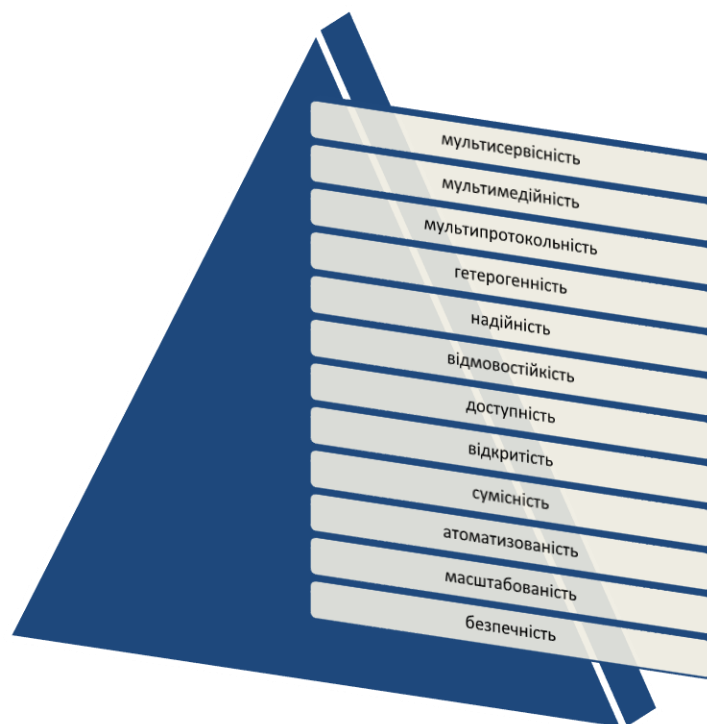 мультисервісність
мультимедійність
мультипротокольність
гетерогенність
надійність
відмовостійкість
доступність
відкритість
сумісність
атоматизованість
масштабованість
безпечність